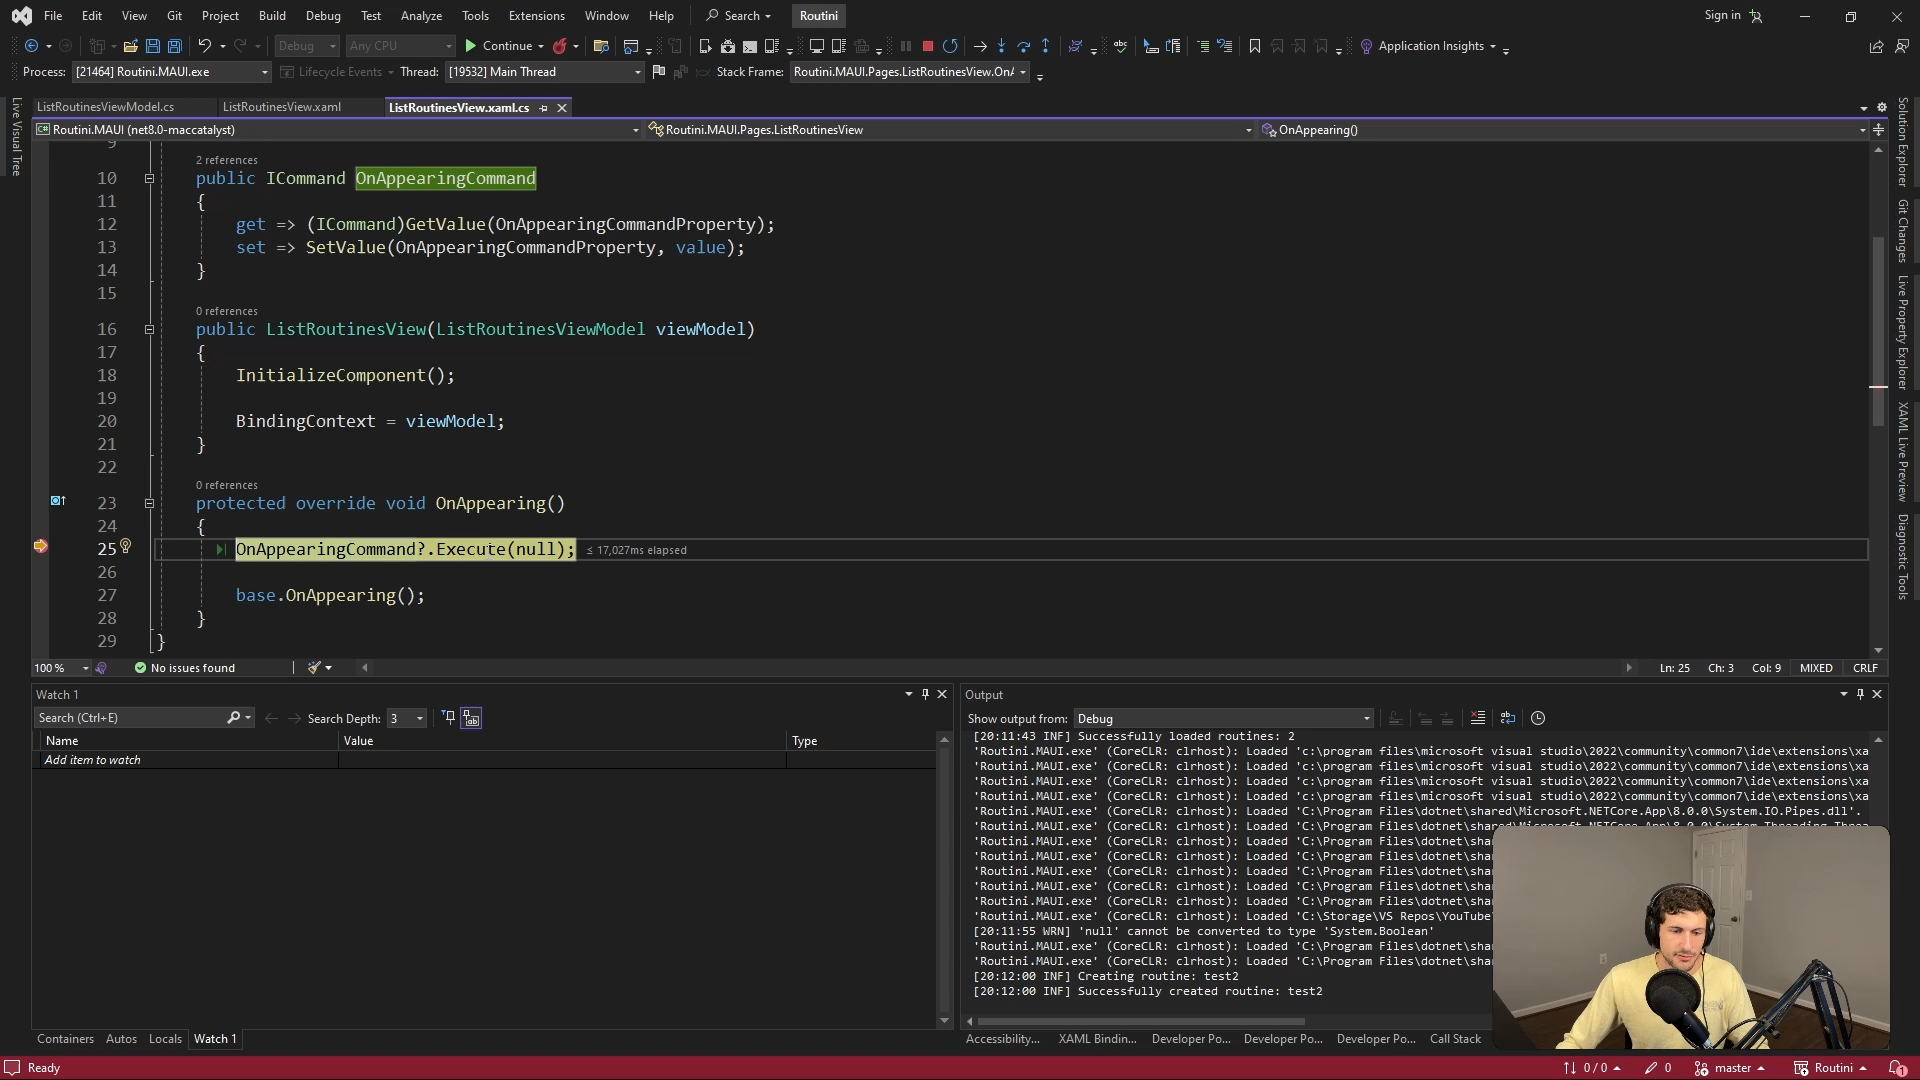 File Edit View Git Project Build Debug Test Analyze Tools Extensions Window Help Search Routini Sign in
Debug Any CPU Continue Application Insights
Process: [21464] Routini.MAUI.exe Lifecycle Events Thread: [19532] Main Thread Stack Frame: Routini.MAUI.Pages.ListRoutinesView.OnA
ListRoutinesViewModel.cs ListRoutinesView.xaml ListRoutinesView.xaml.cs
Routini.MAUI (net8.0-maccatalyst) Routini.MAUI.Pages.ListRoutinesView OnAppearing()
Live Visual Tree
9
2 references
10 public ICommand OnAppearingCommand
11 {
12 get => (ICommand)GetValue(OnAppearingCommandProperty);
13 set => SetValue(OnAppearingCommandProperty, value);
14 }
15
0 references
16 public ListRoutinesView(ListRoutinesViewModel viewModel)
17 {
18 InitializeComponent();
19
20 BindingContext = viewModel;
21 }
22
0 references
23 protected override void OnAppearing()
24 {
25 OnAppearingCommand?.Execute(null); ≤ 17,027ms elapsed
26
27 base.OnAppearing();
28 }
29 }
100 % No issues found Ln: 25 Ch: 3 Col: 9 MIXED CRLF
Solution Explorer
Git Changes
Live Property Explorer
XAML Live Preview
Diagnostic Tools
Watch 1
Search (Ctrl+E) Search Depth: 3
Name Value Type
Add item to watch
Containers Autos Locals Watch 1
Output
Show output from: Debug
[20:11:43 INF] Successfully loaded routines: 2
'Routini.MAUI.exe' (CoreCLR: clrhost): Loaded 'c:\program files\microsoft visual studio\2022\community\common7\ide\extensions\xa
'Routini.MAUI.exe' (CoreCLR: clrhost): Loaded 'c:\program files\microsoft visual studio\2022\community\common7\ide\extensions\xa
'Routini.MAUI.exe' (CoreCLR: clrhost): Loaded 'c:\program files\microsoft visual studio\2022\community\common7\ide\extensions\xa
'Routini.MAUI.exe' (CoreCLR: clrhost): Loaded 'c:\program files\microsoft visual studio\2022\community\common7\ide\extensions\xa
'Routini.MAUI.exe' (CoreCLR: clrhost): Loaded 'C:\program files\dotnet\shared\Microsoft.NETCore.App\8.0.0\System.IO.Pipes.dll'.
'Routini.MAUI.exe' (CoreCLR: clrhost): Loaded 'C:\Program Files\dotnet\shared\Microsoft.NETCore.App\8.0.0\System.Threading.Threa
'Routini.MAUI.exe' (CoreCLR: clrhost): Loaded 'C:\Program Files\dotnet\shar
'Routini.MAUI.exe' (CoreCLR: clrhost): Loaded 'C:\Program Files\dotnet\shar
'Routini.MAUI.exe' (CoreCLR: clrhost): Loaded 'C:\Program Files\dotnet\shar
'Routini.MAUI.exe' (CoreCLR: clrhost): Loaded 'C:\Program Files\dotnet\shar
'Routini.MAUI.exe' (CoreCLR: clrhost): Loaded 'C:\Program Files\dotnet\shar
'Routini.MAUI.exe' (CoreCLR: clrhost): Loaded 'C:\Storage\VS Repos\YouTube
[20:11:55 WRN] 'null' cannot be converted to type 'System.Boolean'
'Routini.MAUI.exe' (CoreCLR: clrhost): Loaded 'C:\Program Files\dotnet\shar
'Routini.MAUI.exe' (CoreCLR: clrhost): Loaded 'C:\Program Files\dotnet\shar
[20:12:00 INF] Creating routine: test2
[20:12:00 INF] Successfully created routine: test2
Accessibility... XAML Bindin... Developer Po... Developer Po... Developer Po... Call Stack
Ready 0 / 0 0 master Routini 1